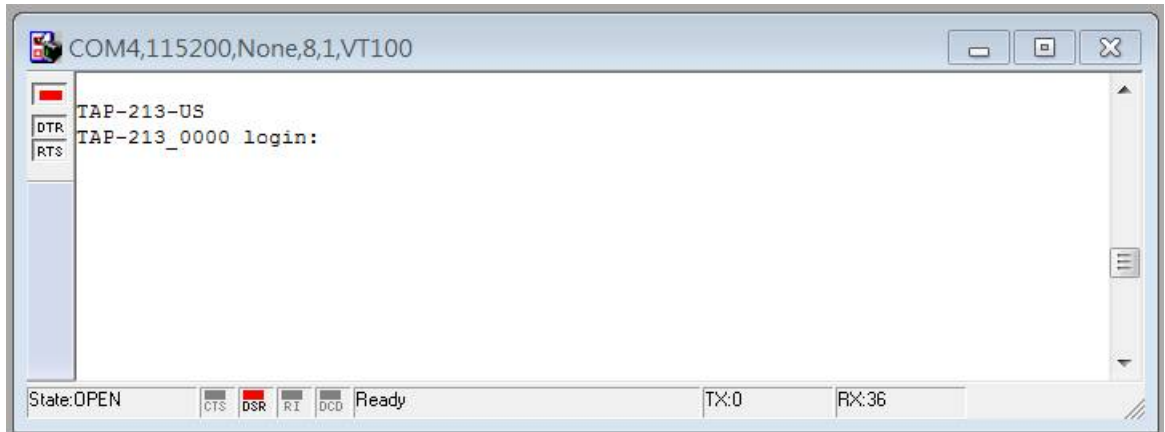 COM4,115200,None,8,1,VT100
TAP-213-US
DTR
TAP-213_0000 login:
RTS
State:OPEN
CTS
DSR
RI
DCD
Ready
TX:0
RX:36